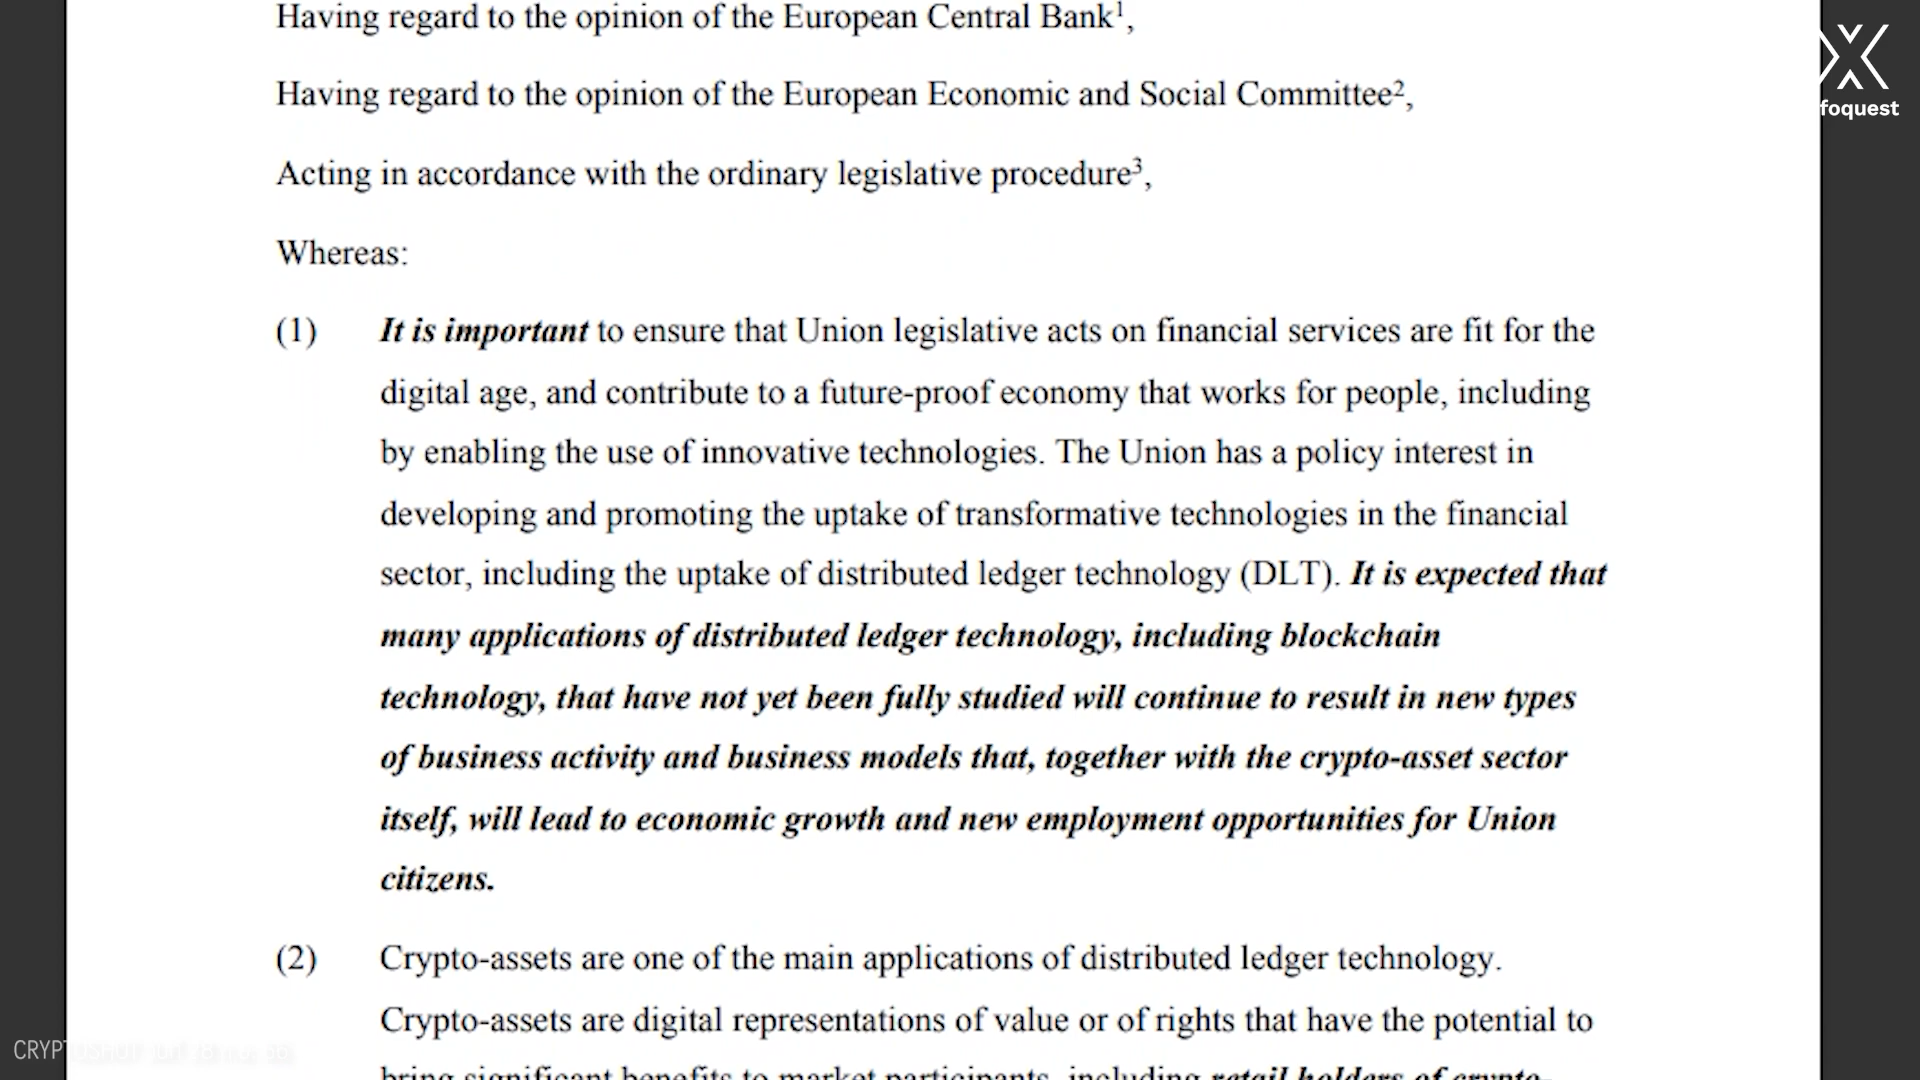 Having regard to the opinion of the European Central Bank¹,
Having regard to the opinion of the European Economic and Social Committee²,
Acting in accordance with the ordinary legislative procedure³,
Whereas:
(1) It is important to ensure that Union legislative acts on financial services are fit for the
digital age, and contribute to a future-proof economy that works for people, including
by enabling the use of innovative technologies. The Union has a policy interest in
developing and promoting the uptake of transformative technologies in the financial
sector, including the uptake of distributed ledger technology (DLT). It is expected that
many applications of distributed ledger technology, including blockchain
technology, that have not yet been fully studied will continue to result in new types
of business activity and business models that, together with the crypto-asset sector
itself, will lead to economic growth and new employment opportunities for Union
citizens.
(2) Crypto-assets are one of the main applications of distributed ledger technology.
Crypto-assets are digital representations of value or of rights that have the potential to
bring significant benefits to market participants, including retail holders of crypto-
foquest